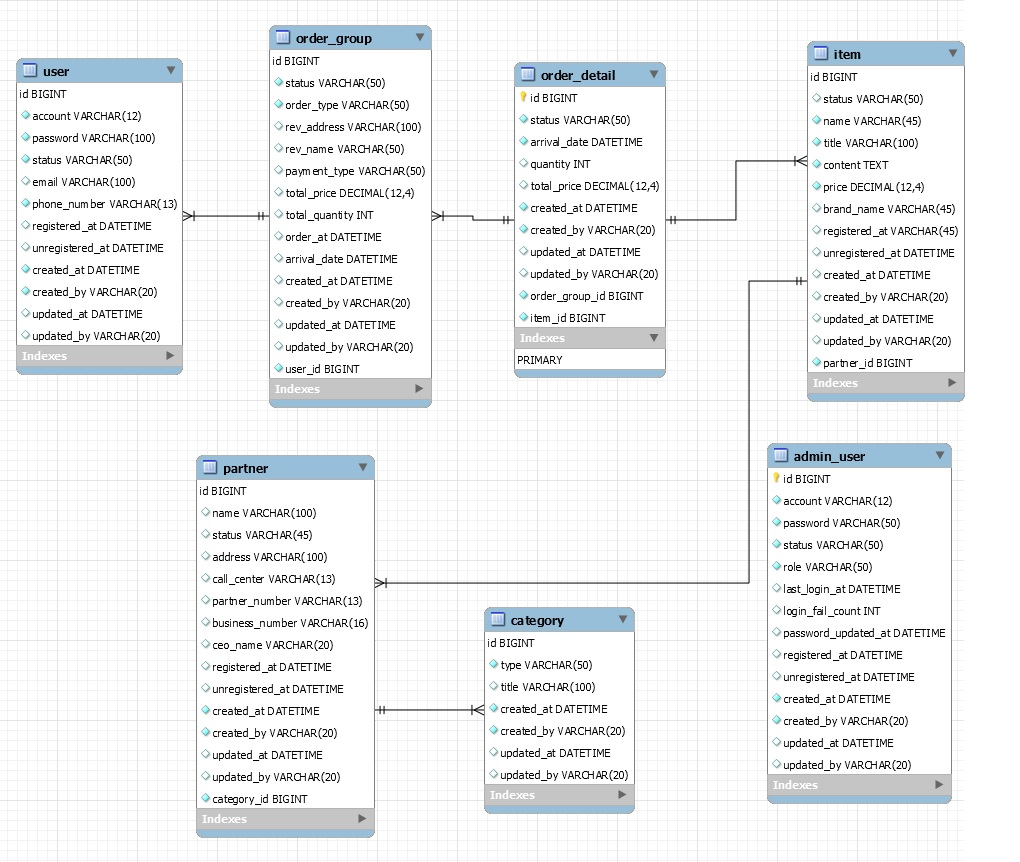 user
id BIGINT
account VARCHAR(12)
password VARCHAR(100)
status VARCHAR(50)
email VARCHAR(100)
phone_number VARCHAR(13)
registered_at DATETIME
unregistered_at DATETIME
created_at DATETIME
created_by VARCHAR(20)
updated_at DATETIME
updated_by VARCHAR(20)
Indexes
order_group
id BIGINT
status VARCHAR(50)
order_type VARCHAR(50)
rev_address VARCHAR(100)
rev_name VARCHAR(50)
payment_type VARCHAR(50)
total_price DECIMAL(12,4)
total_quantity INT
order_at DATETIME
arrival_date DATETIME
created_at DATETIME
created_by VARCHAR(20)
updated_at DATETIME
updated_by VARCHAR(20)
user_id BIGINT
Indexes
order_detail
id BIGINT
status VARCHAR(50)
arrival_date DATETIME
quantity INT
total_price DECIMAL(12,4)
created_at DATETIME
created_by VARCHAR(20)
updated_at DATETIME
updated_by VARCHAR(20)
order_group_id BIGINT
item_id BIGINT
Indexes
PRIMARY
item
id BIGINT
status VARCHAR(50)
name VARCHAR(45)
title VARCHAR(100)
content TEXT
price DECIMAL(12,4)
brand_name VARCHAR(45)
registered_at VARCHAR(45)
unregistered_at DATETIME
created_at DATETIME
created_by VARCHAR(20)
updated_at DATETIME
updated_by VARCHAR(20)
partner_id BIGINT
Indexes
partner
id BIGINT
name VARCHAR(100)
status VARCHAR(45)
address VARCHAR(100)
call_center VARCHAR(13)
partner_number VARCHAR(13)
business_number VARCHAR(16)
ceo_name VARCHAR(20)
registered_at DATETIME
unregistered_at DATETIME
created_at DATETIME
created_by VARCHAR(20)
updated_at DATETIME
updated_by VARCHAR(20)
category_id BIGINT
Indexes
category
id BIGINT
type VARCHAR(50)
title VARCHAR(100)
created_at DATETIME
created_by VARCHAR(20)
updated_at DATETIME
updated_by VARCHAR(20)
Indexes
admin_user
id BIGINT
account VARCHAR(12)
password VARCHAR(50)
status VARCHAR(50)
role VARCHAR(50)
last_login_at DATETIME
login_fail_count INT
password_updated_at DATETIME
registered_at DATETIME
unregistered_at DATETIME
created_at DATETIME
created_by VARCHAR(20)
updated_at DATETIME
updated_by VARCHAR(20)
Indexes